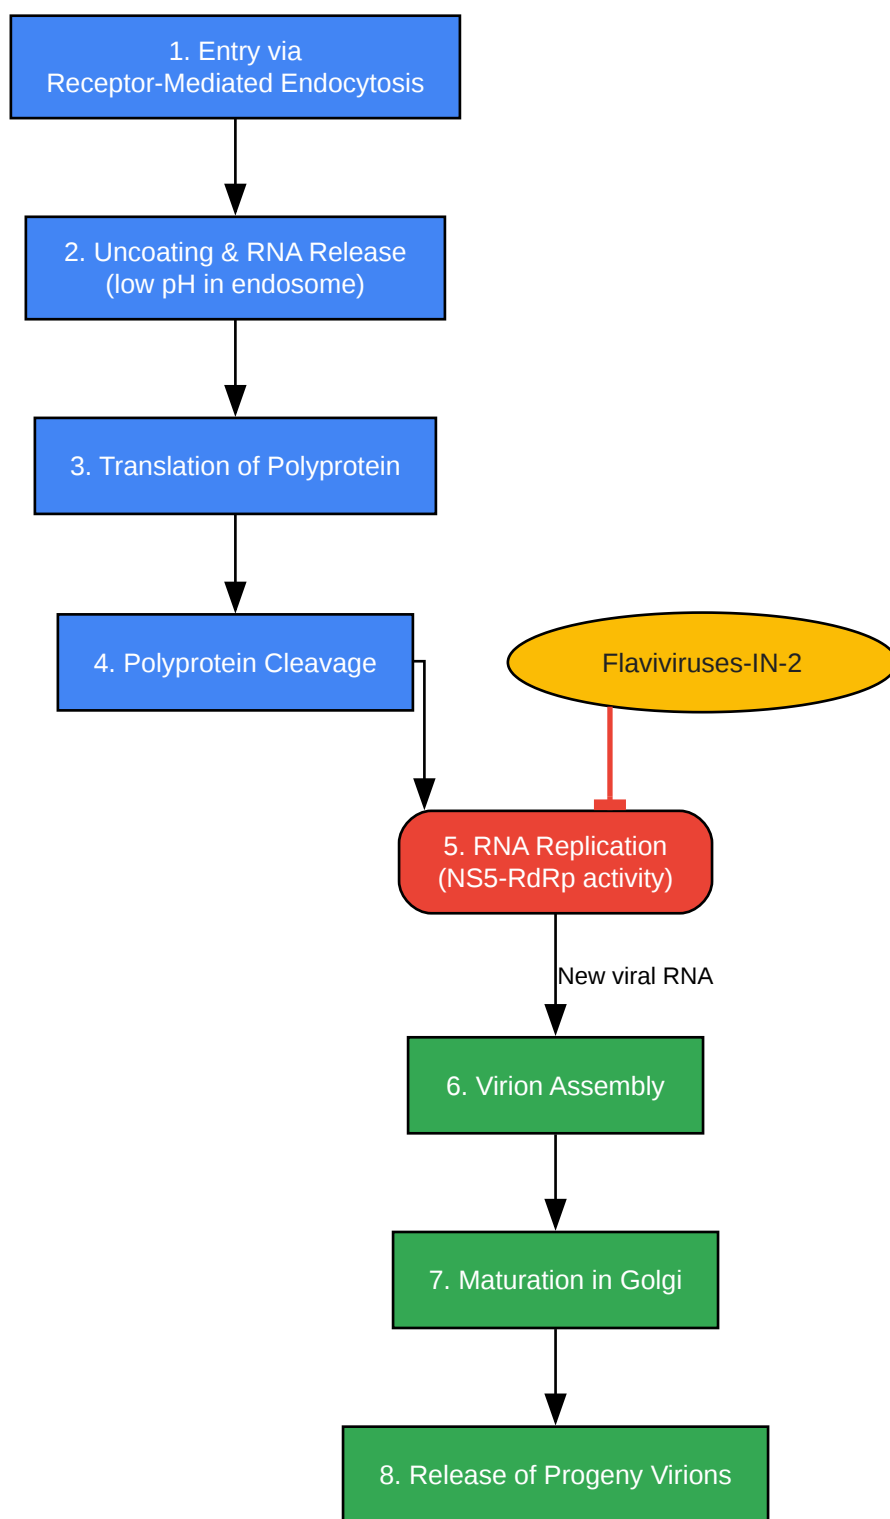 1. Entry via
Receptor-Mediated Endocytosis
2. Uncoating & RNA Release
(low pH in endosome)
3. Translation of Polyprotein
4. Polyprotein Cleavage
Flaviviruses-IN-2
5. RNA Replication
(NS5-RdRp activity)
New viral RNA
6. Virion Assembly
7. Maturation in Golgi
8. Release of Progeny Virions